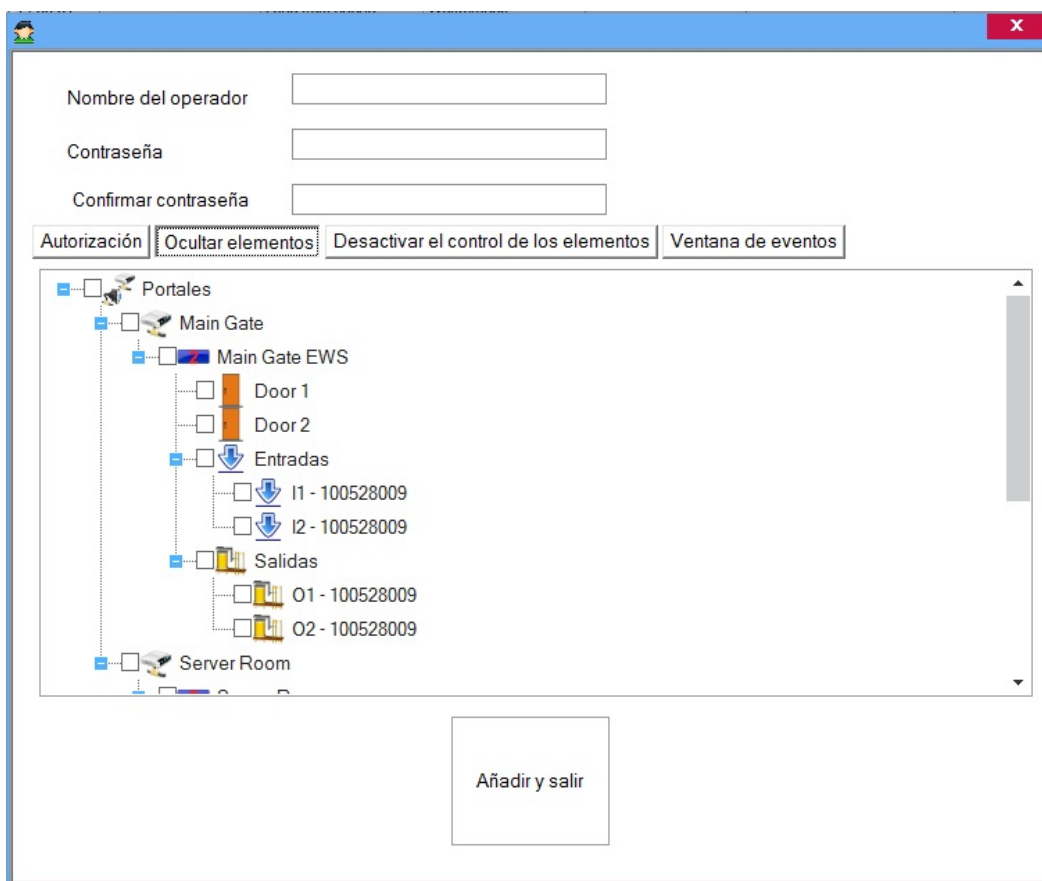 x
Nombre del operador
Contraseña
Confirmar contraseña
Autorización Ocultar elementos Desactivar el control de los elementos Ventana de eventos
Portales
Main Gate
Main Gate EWS
Door 1
Door 2
Entradas
I1 - 100528009
I2 - 100528009
Salidas
O1 - 100528009
O2 - 100528009
Server Room
Añadir y salir